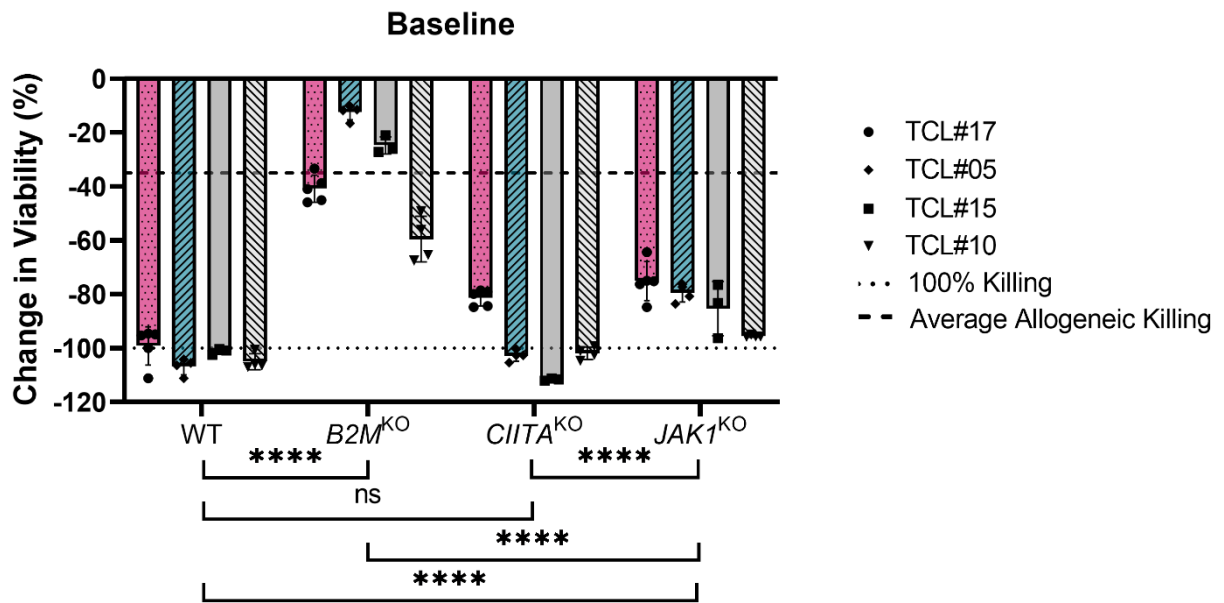 Baseline
Change in Viability (%)
0
-20
-40
-60
-80
-100
-120
WT B2M^KO CIITA^KO JAK1^KO
**** ****
ns
****
****
TCL#17
TCL#05
TCL#15
TCL#10
100% Killing
Average Allogeneic Killing